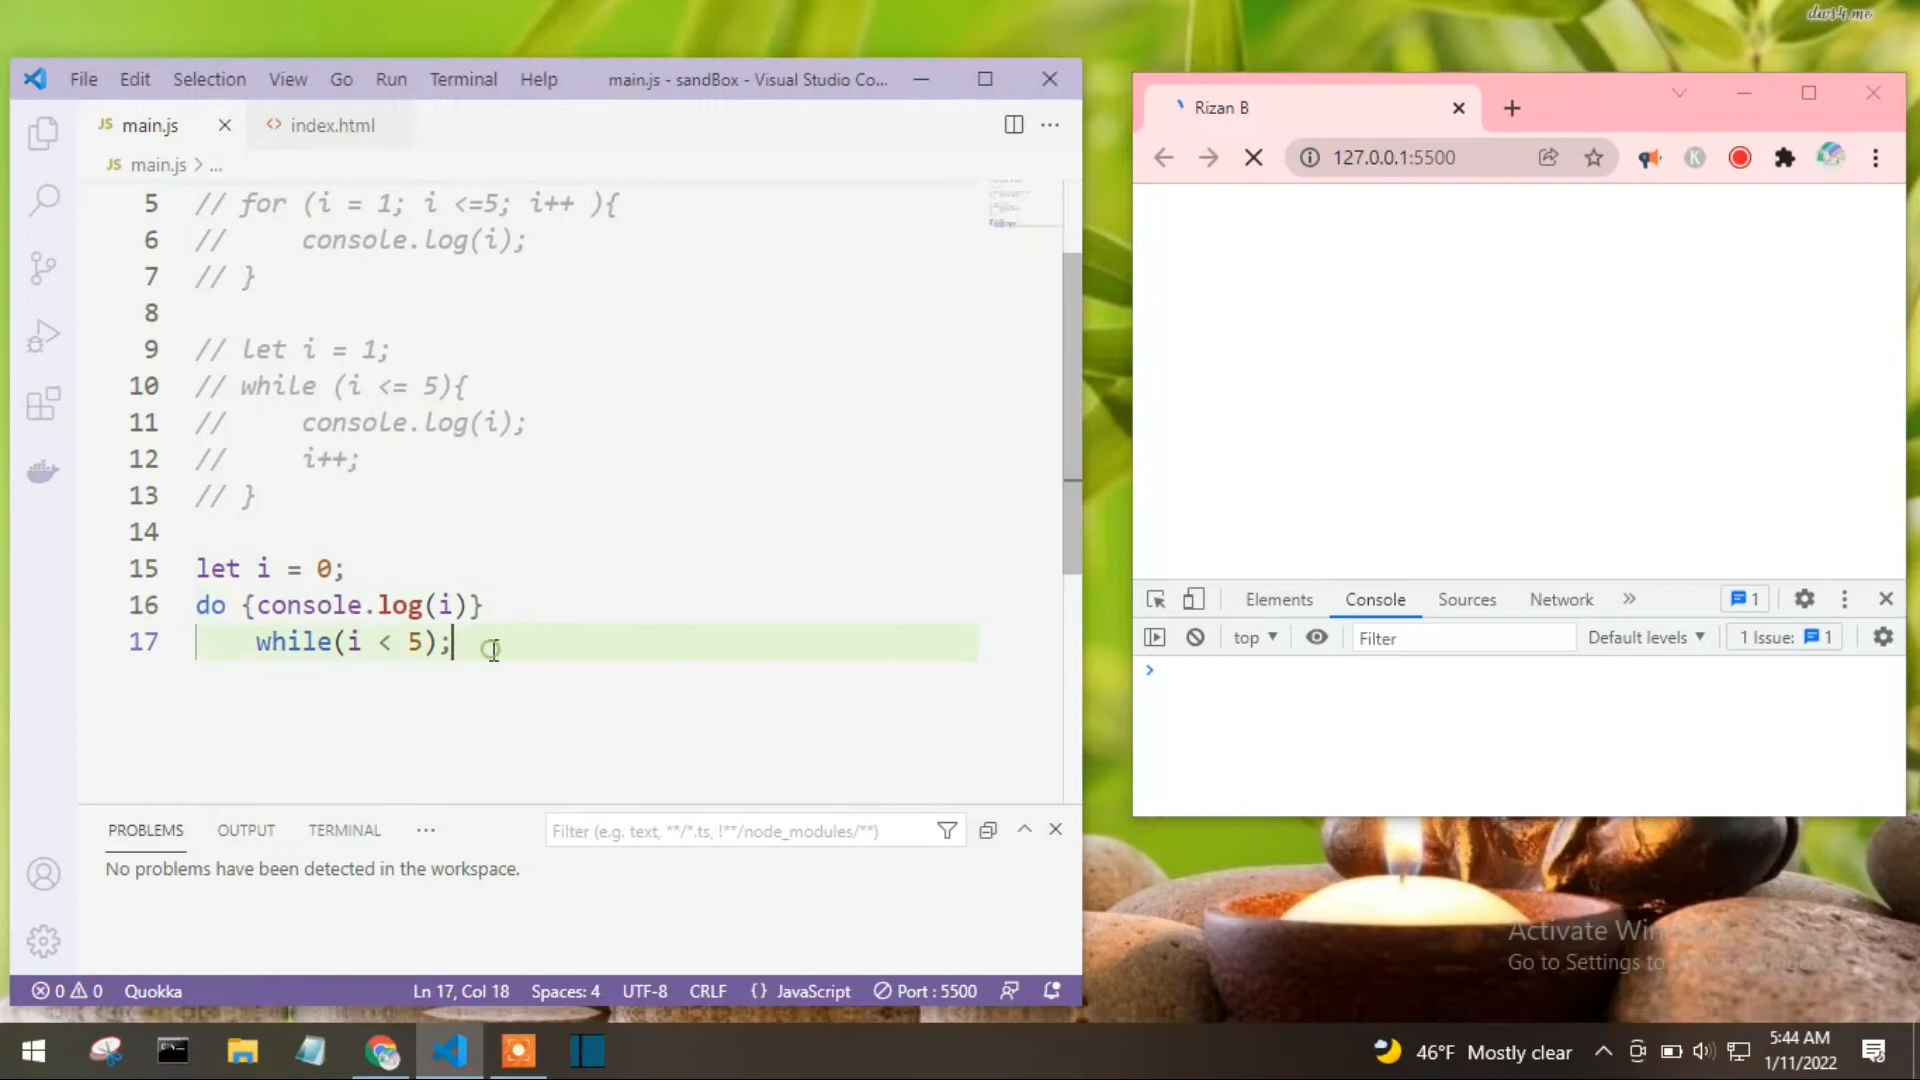 dws4.me
File Edit Selection View Go Run Terminal Help main.js - sandBox - Visual Studio Co...
JS main.js index.html
JS main.js > ...
5 // for (i = 1; i <=5; i++ ){
6 //     console.log(i);
7 // }
8
9 // let i = 1;
10 // while (i <= 5){
11 //     console.log(i);
12 //     i++;
13 // }
14
15 let i = 0;
16 do {console.log(i)}
17     while(i < 5);
PROBLEMS OUTPUT TERMINAL ... Filter (e.g. text, **/*.ts, !**/node_modules/**)
No problems have been detected in the workspace.
0 0 Quokka Ln 17, Col 18 Spaces: 4 UTF-8 CRLF {} JavaScript Port : 5500
Rizan B
127.0.0.1:5500 K
Elements Console Sources Network » 1
top Filter Default levels 1 Issue: 1
>
Activate
Go to Settings to
46°F Mostly clear 5:44 AM
1/11/2022